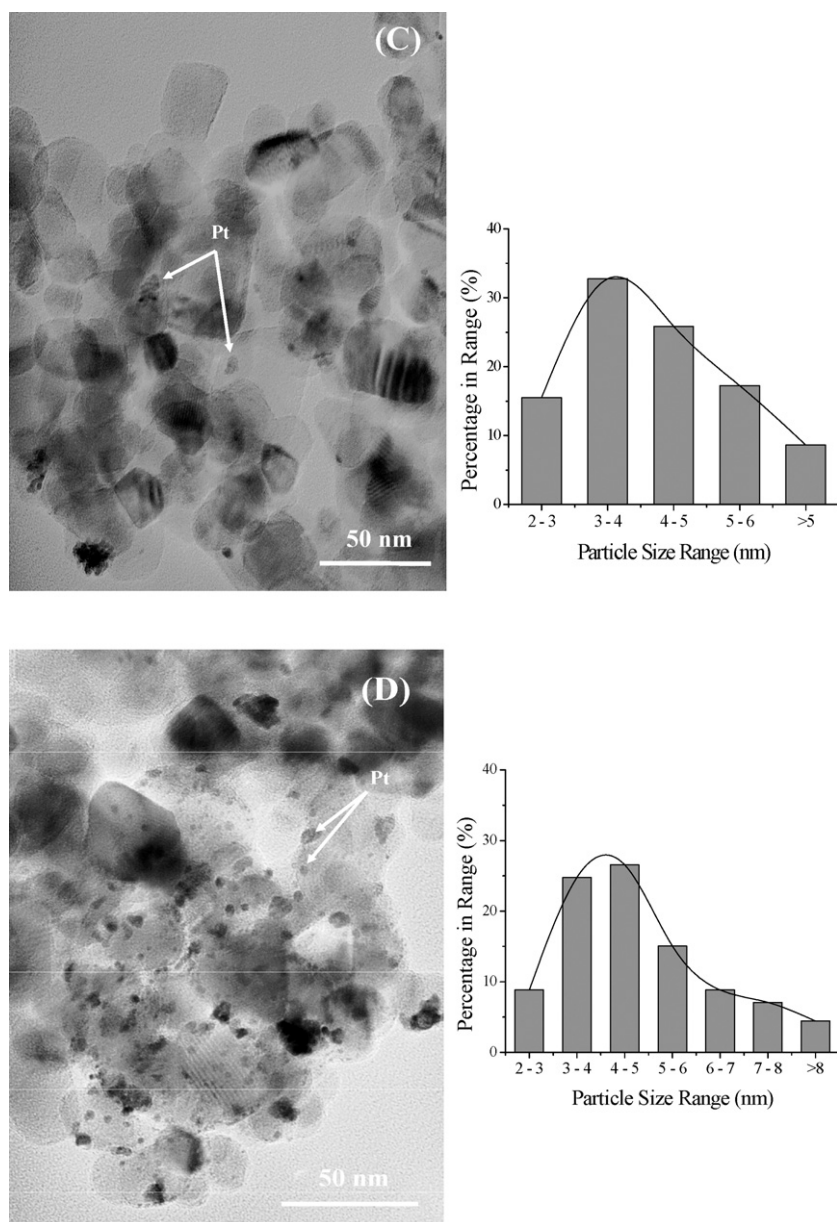 (C)
Pt
50 nm
40
30
20
10
0
Percentage in Range (%)
2 - 3
3 - 4
4 - 5
5 - 6
>5
Particle Size Range (nm)
(D)
Pt
50 nm
40
30
20
10
0
Percentage in Range (%)
2 - 3
3 - 4
4 - 5
5 - 6
6 - 7
7 - 8
>8
Particle Size Range (nm)